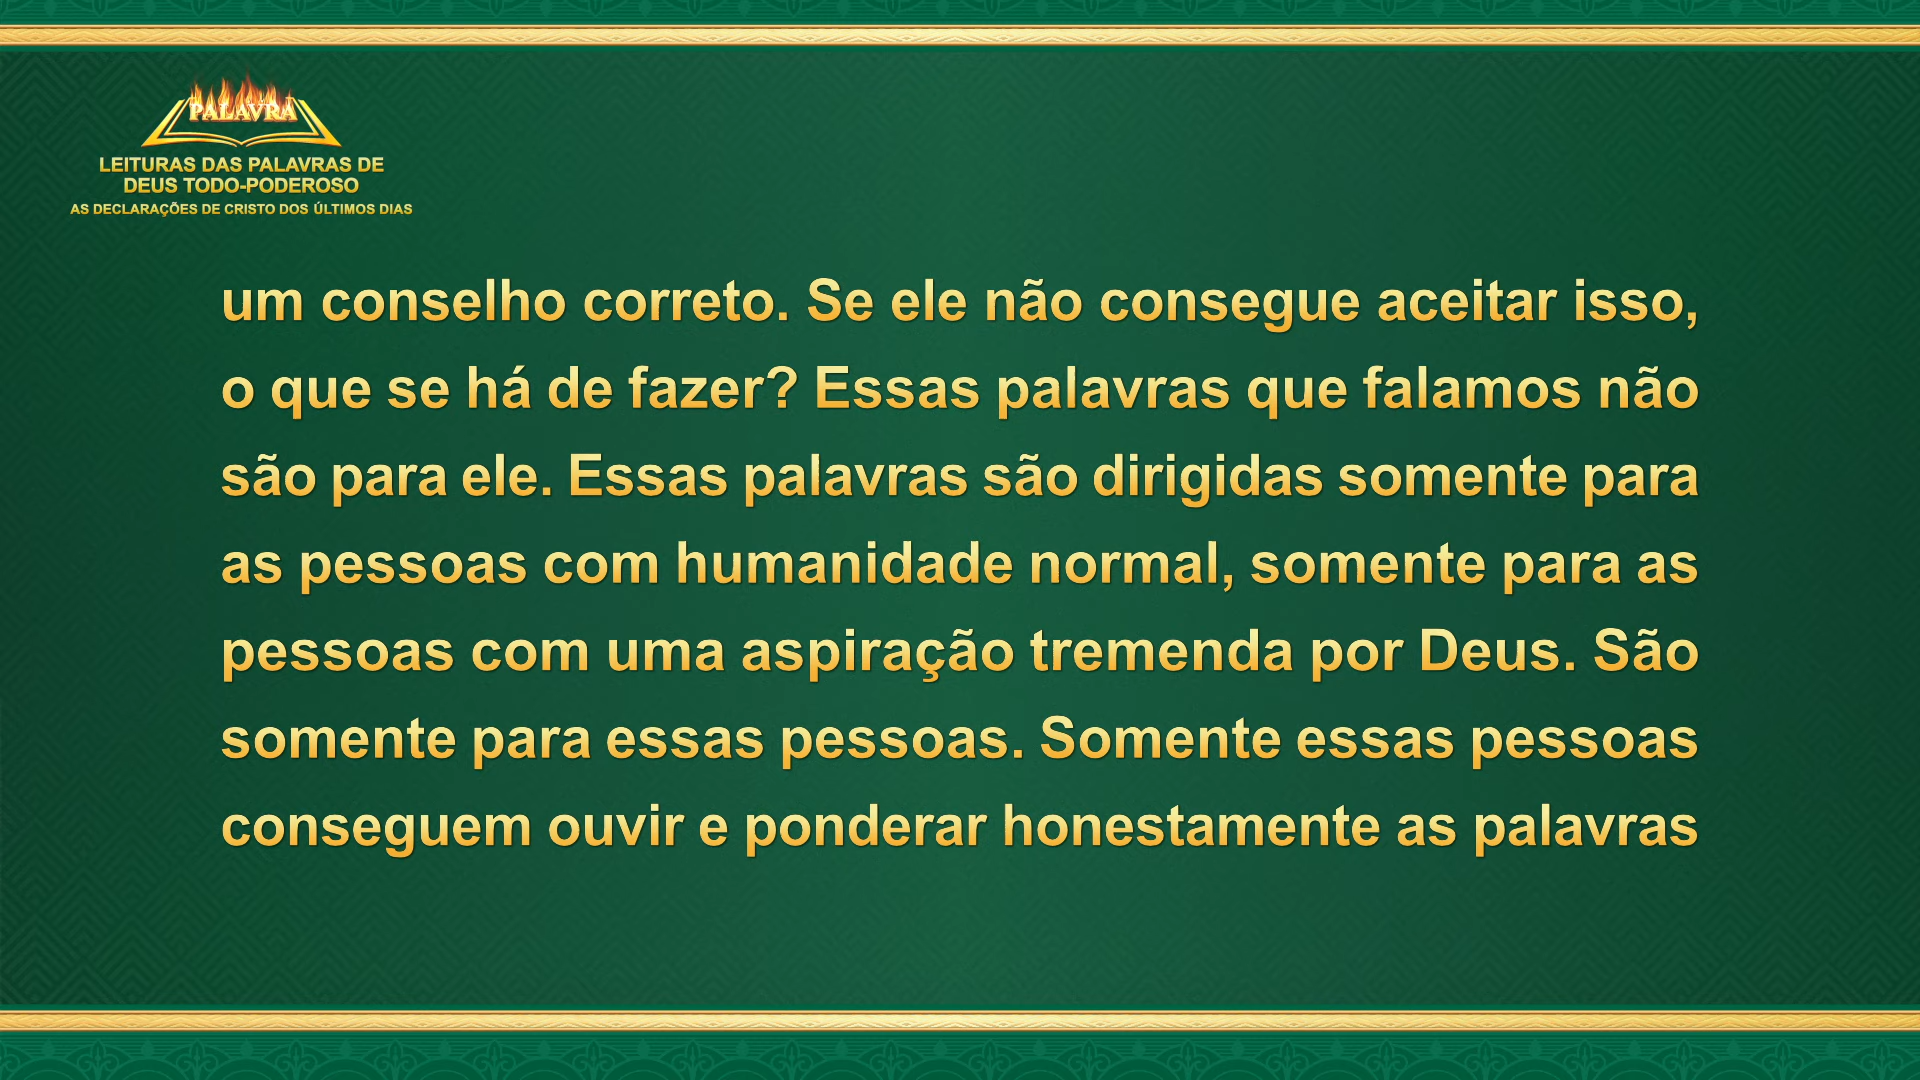 PALAVRA
LEITURAS DAS PALAVRAS DE
DEUS TODO-PODEROSO
AS DECLARAÇÕES DE CRISTO DOS ÚLTIMOS DIAS
um conselho correto. Se ele não consegue aceitar isso,
o que se há de fazer? Essas palavras que falamos não
são para ele. Essas palavras são dirigidas somente para
as pessoas com humanidade normal, somente para as
pessoas com uma aspiração tremenda por Deus. São
somente para essas pessoas. Somente essas pessoas
conseguem ouvir e ponderar honestamente as palavras